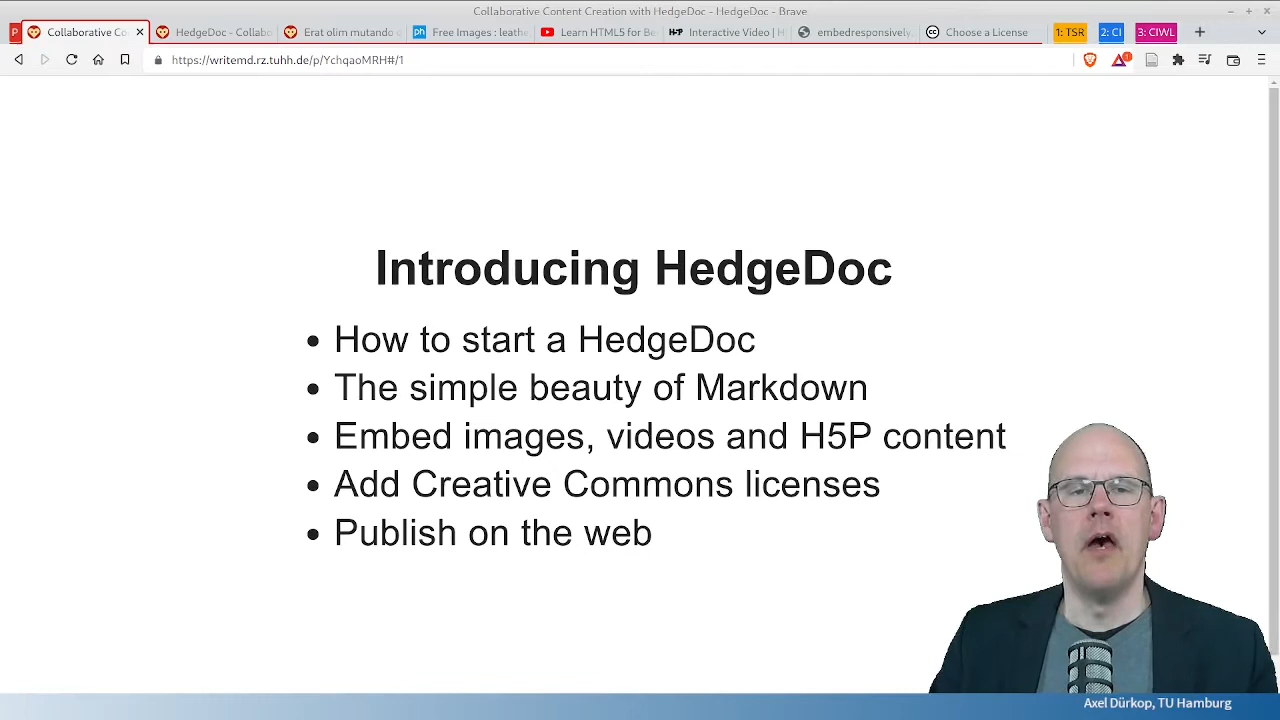 Collaborative Content Creation with HedgeDoc - HedgeDoc - Brave
Collaborative Co
HedgeDoc - Collabo
Erat olim mutando o
Free Images : leathe
Learn HTML5 for Be
H5P Interactive Video | H
embedresponsively.
Choose a License
1: TSR
2: CI
3: CIWL
https://writemd.rz.tuhh.de/p/YchqaoMRH#/1
Introducing HedgeDoc
• How to start a HedgeDoc
• The simple beauty of Markdown
• Embed images, videos and H5P content
• Add Creative Commons licenses
• Publish on the web
Axel Dürkop, TU Hamburg